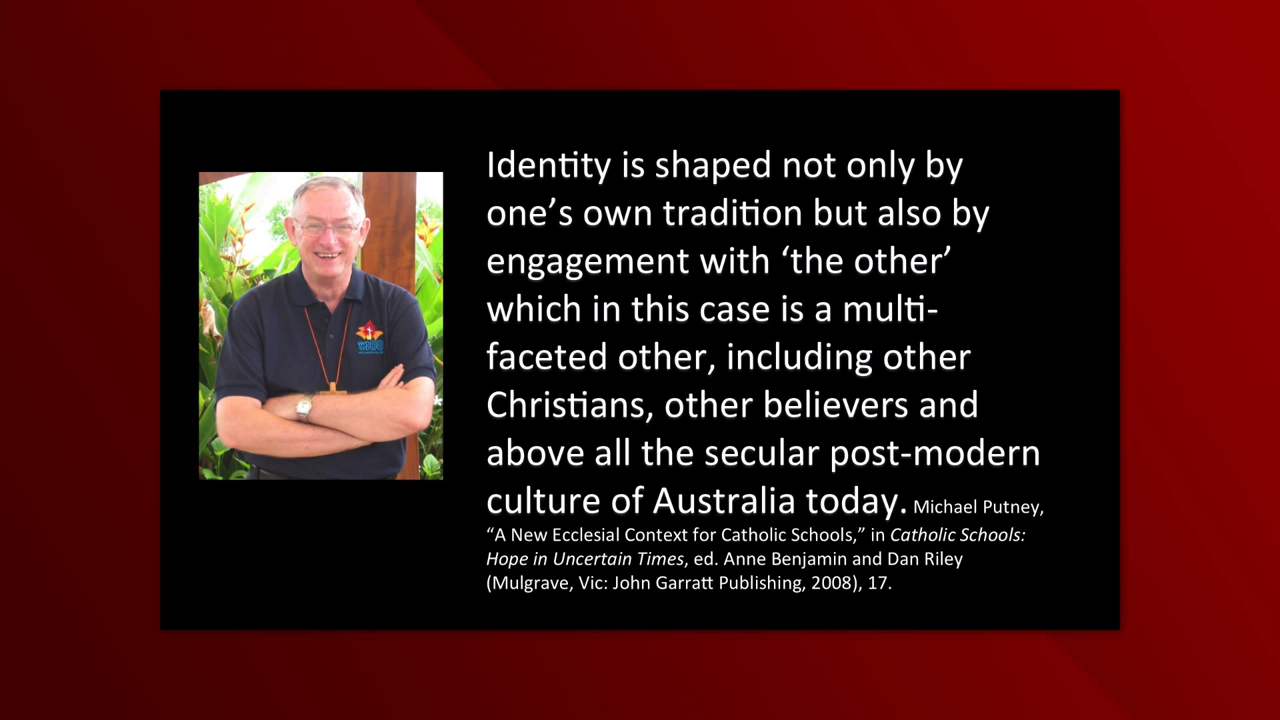 Identity is shaped not only by
one’s own tradition but also by
engagement with ‘the other’
which in this case is a multi-
faceted other, including other
Christians, other believers and
above all the secular post-modern
culture of Australia today. Michael Putney,
“A New Ecclesial Context for Catholic Schools,” in Catholic Schools:
Hope in Uncertain Times, ed. Anne Benjamin and Dan Riley
(Mulgrave, Vic: John Garratt Publishing, 2008), 17.